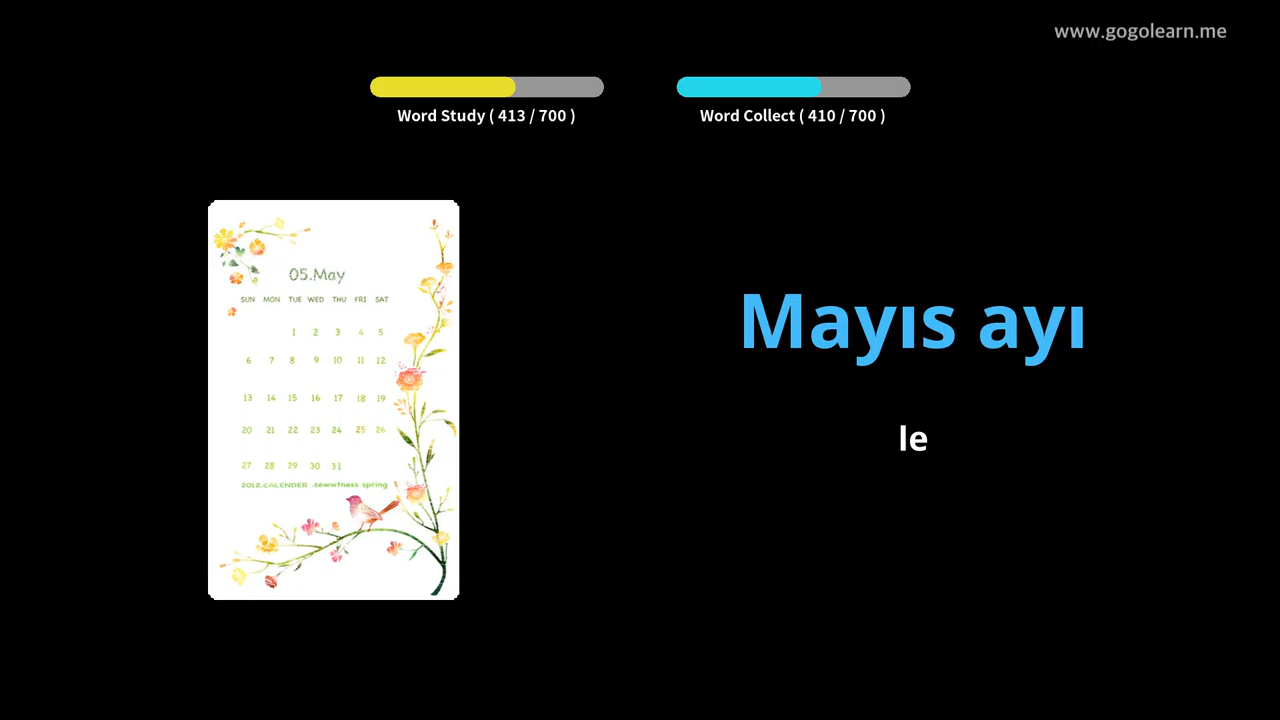 www.gogolearn.me
Word Study ( 413 / 700 )
Word Collect ( 410 / 700 )
05.May
SUN MON TUE WED THU FRI SAT
1 2 3 4 5
6 7 8 9 10 11 12
13 14 15 16 17 18 19
20 21 22 23 24 25 26
27 28 29 30 31
2012.CALENDER .sewwfness spring
Mayıs ayı
le